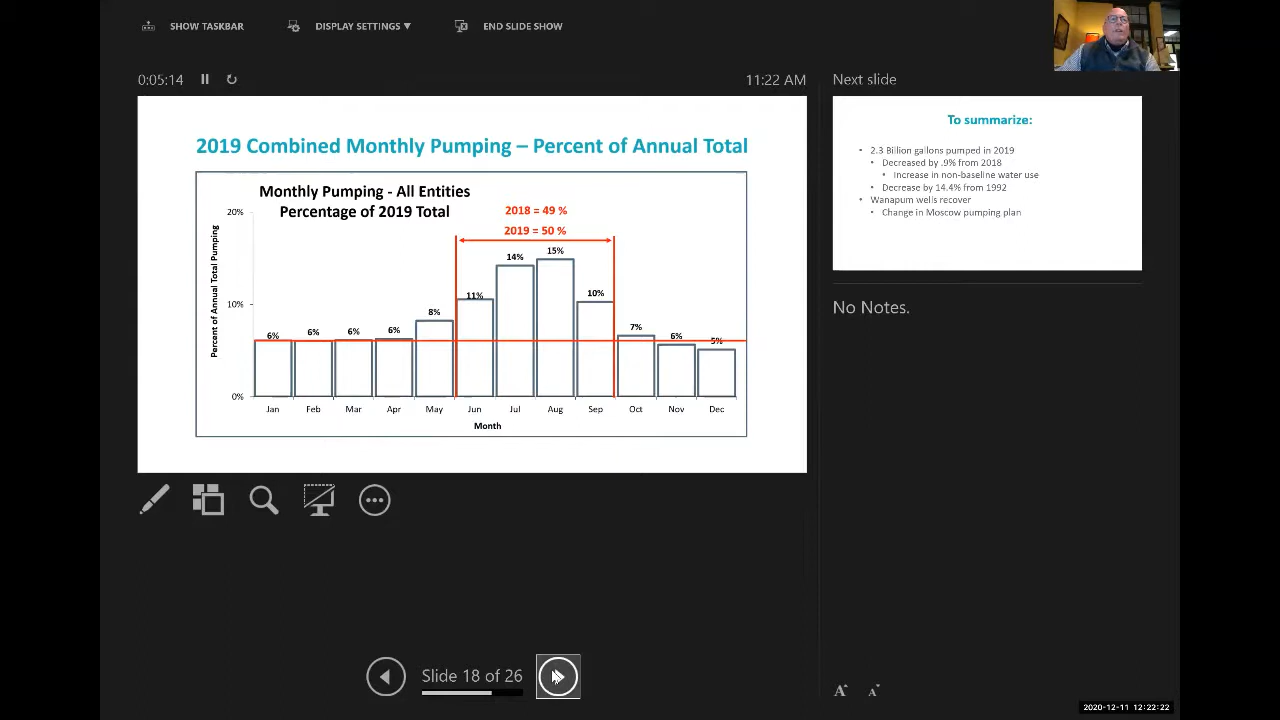 SHOW TASKBAR
DISPLAY SETTINGS ▼
END SLIDE SHOW
0:05:14
11:22 AM
2019 Combined Monthly Pumping – Percent of Annual Total
Monthly Pumping - All Entities
Percentage of 2019 Total
2018 = 49 %
2019 = 50 %
Percent of Annual Total Pumping
20%
10%
0%
6%
6%
6%
6%
8%
11%
14%
15%
10%
7%
6%
5%
Jan Feb Mar Apr May Jun Jul Aug Sep Oct Nov Dec
Month
Next slide
To summarize:
• 2.3 Billion gallons pumped in 2019
• Decreased by .9% from 2018
• Increase in non-baseline water use
• Decrease by 14.4% from 1992
• Wanapum wells recover
• Change in Moscow pumping plan
No Notes.
Slide 18 of 26
A A
2020-12-11 12:22:22